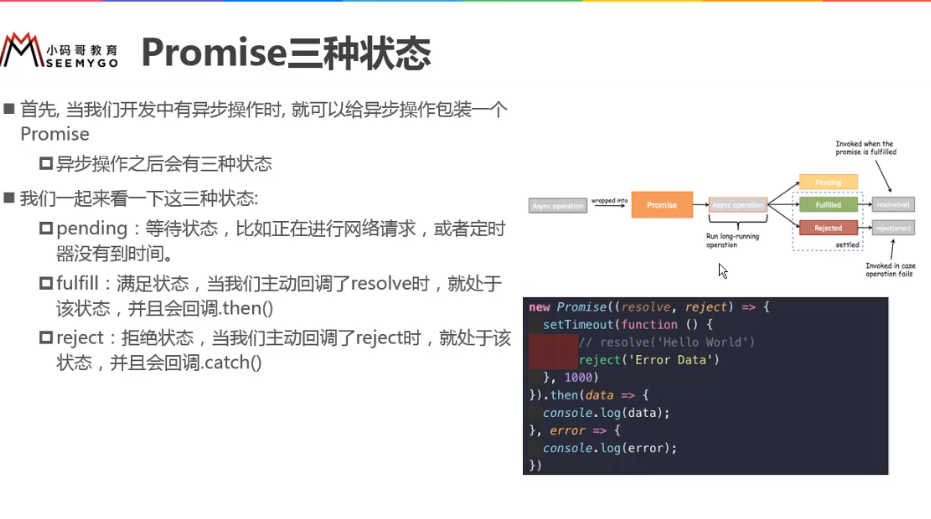 小码哥教育
SEEMYGO
Promise三种状态
首先, 当我们开发中有异步操作时, 就可以给异步操作包装一个
Promise
异步操作之后会有三种状态
我们一起来看一下这三种状态:
pending：等待状态，比如正在进行网络请求，或者定时
器没有到时间。
fulfill：满足状态，当我们主动回调了resolve时，就处于
该状态，并且会回调.then()
reject：拒绝状态，当我们主动回调了reject时，就处于该
状态，并且会回调.catch()
Invoked when the
promise is fulfilled
Async operation
wrapped into
Promise
Async operation
Pending
Fulfilled
Rejected
resolve(val)
reject(error)
settled
Run long-running
operation
Invoked in case
operation fails
new Promise((resolve, reject) => {
setTimeout(function () {
// resolve('Hello World')
reject('Error Data')
}, 1000)
}).then(data => {
console.log(data);
}, error => {
console.log(error);
})